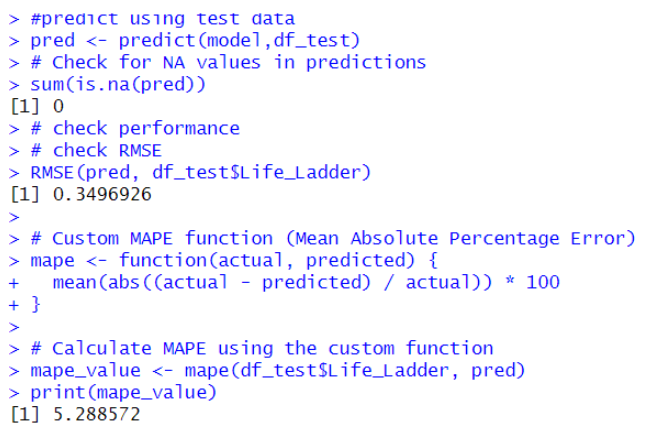 > #predict using test data
> pred <- predict(model,df_test)
> # Check for NA values in predictions
> sum(is.na(pred))
[1] 0
> # check performance
> # check RMSE
> RMSE(pred, df_test$Life_Ladder)
[1] 0.3496926
>
> # Custom MAPE function (Mean Absolute Percentage Error)
> mape <- function(actual, predicted) {
+   mean(abs((actual - predicted) / actual)) * 100
+ }
>
> # Calculate MAPE using the custom function
> mape_value <- mape(df_test$Life_Ladder, pred)
> print(mape_value)
[1] 5.288572